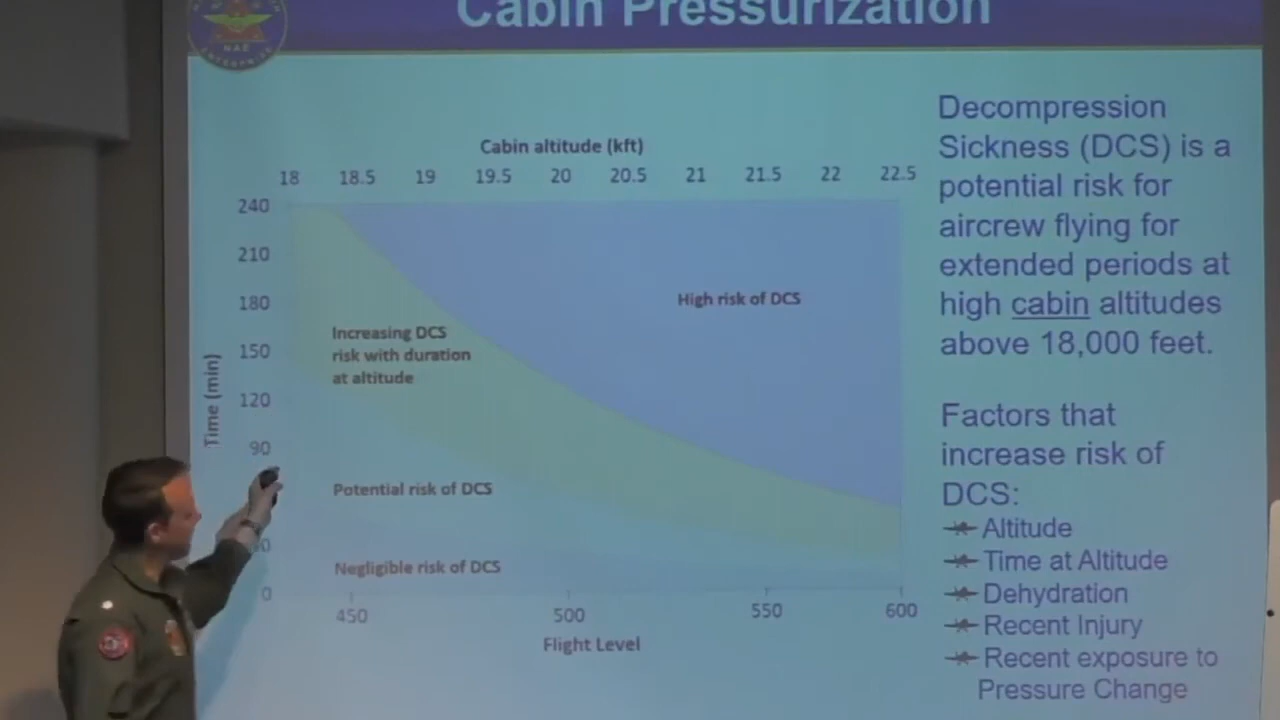 Cabin Pressurization
NAE
ENTERPRISE
Cabin altitude (kft)
18 18.5 19 19.5 20 20.5 21 21.5 22 22.5
240
210
180
150
120
90
0
Time (min)
High risk of DCS
Increasing DCS
risk with duration
at altitude
Potential risk of DCS
Negligible risk of DCS
450 500 550 600
Flight Level
Decompression
Sickness (DCS) is a
potential risk for
aircrew flying for
extended periods at
high cabin altitudes
above 18,000 feet.
Factors that
increase risk of
DCS:
Altitude
Time at Altitude
Dehydration
Recent Injury
Recent exposure to
Pressure Change